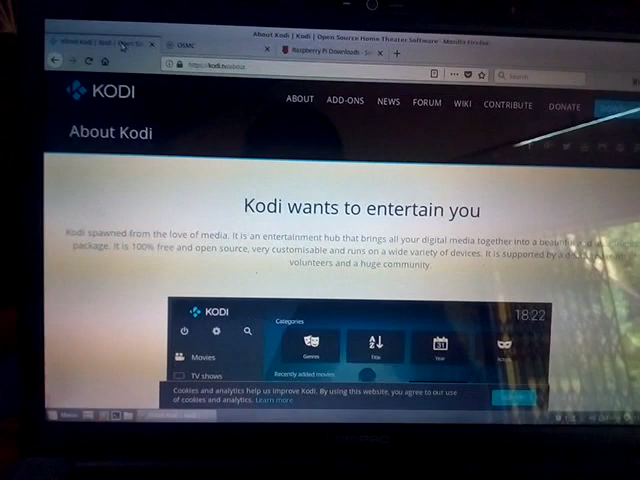 About Kodi | Kodi | Open Source Home Theater Software - Mozilla Firefox
OSMC
Raspberry Pi Downloads - So
https://kodi.tv/about
Search
KODI
ABOUT ADD-ONS NEWS FORUM WIKI CONTRIBUTE DONATE
About Kodi
Kodi wants to entertain you
Kodi spawned from the love of media. It is an entertainment hub that brings all your digital media together into a beautiful and
package. It is 100% free and open source, very customisable and runs on a wide variety of devices. It is supported by a
volunteers and a huge community.
KODI
18:22
Categories
Genres Title Year
Movies
Recently added movies
TV shows
Cookies and analytics help us improve Kodi. By using this website, you agree to our use
of cookies and analytics. Learn more
Menu